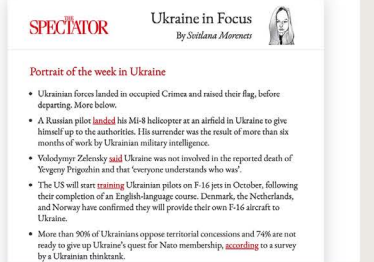 THE
SPECTATOR
Ukraine in Focus
By Svitlana Morenets
Portrait of the week in Ukraine
• Ukrainian forces landed in occupied Crimea and raised their flag, before
departing. More below.
• A Russian pilot landed his Mi-8 helicopter at an airfield in Ukraine to give
himself up to the authorities. His surrender was the result of more than six
months of work by Ukrainian military intelligence.
• Volodymyr Zelensky said Ukraine was not involved in the reported death of
Yevgeny Prigozhin and that 'everyone understands who was'.
• The US will start training Ukrainian pilots on F-16 jets in October, following
their completion of an English-language course. Denmark, the Netherlands,
and Norway have confirmed they will provide their own F-16 aircraft to
Ukraine.
• More than 90% of Ukrainians oppose territorial concessions and 74% are not
ready to give up Ukraine's quest for Nato membership, according to a survey
by a Ukrainian thinktank.